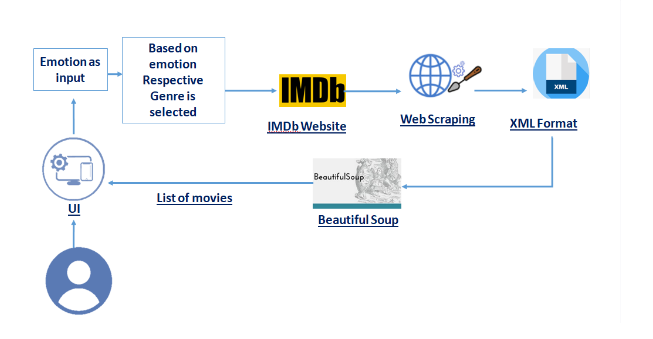 Emotion as
input
Based on
emotion
Respective
Genre is
selected
IMDb
IMDb Website
Web Scraping
XML
XML Format
BeautifulSoup
Beautiful Soup
List of movies
UI